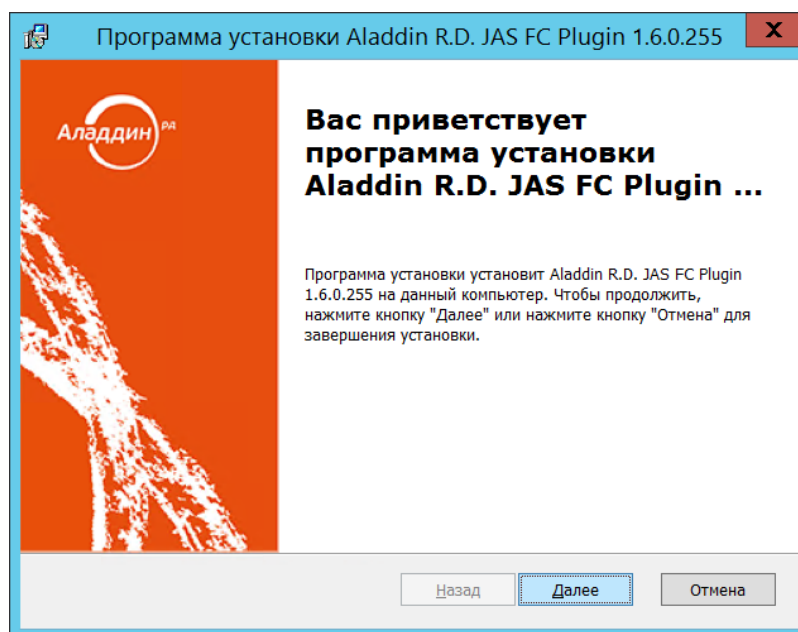 Программа установки Aladdin R.D. JAS FC Plugin 1.6.0.255
X
Аладдин РД
Вас приветствует
программа установки
Aladdin R.D. JAS FC Plugin ...
Программа установки установит Aladdin R.D. JAS FC Plugin
1.6.0.255 на данный компьютер. Чтобы продолжить,
нажмите кнопку "Далее" или нажмите кнопку "Отмена" для
завершения установки.
Назад
Далее
Отмена